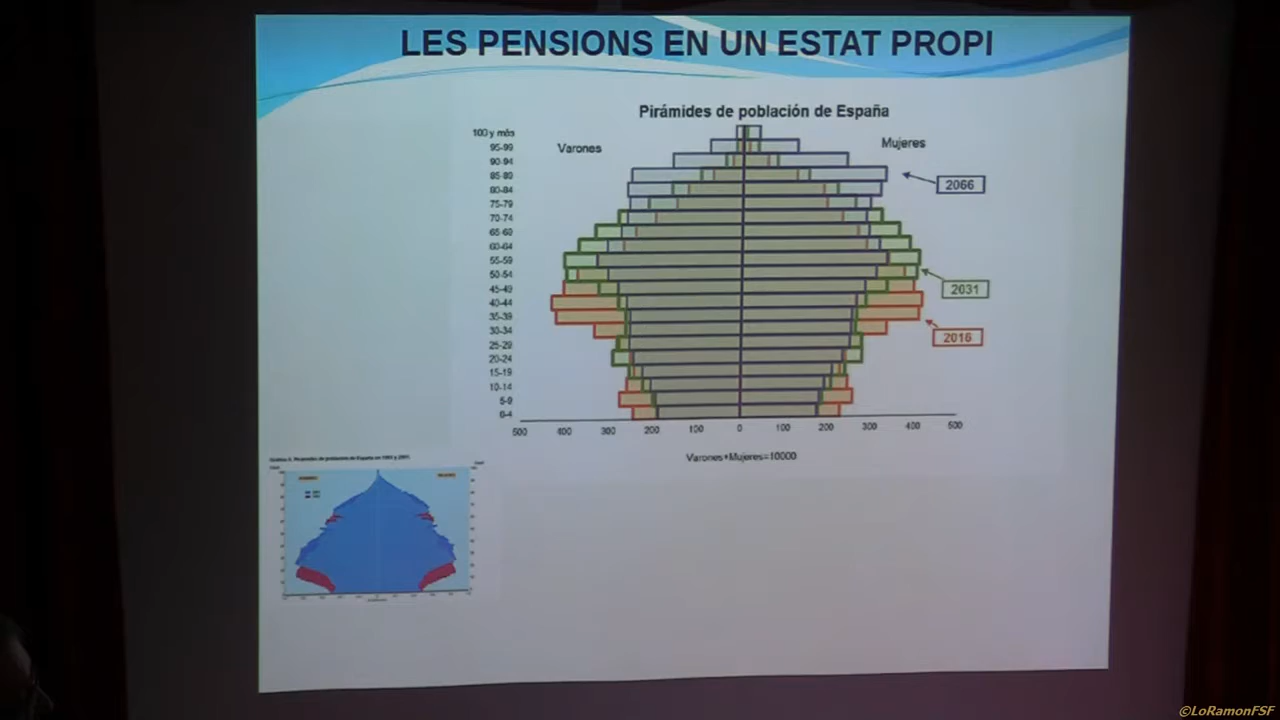 LES PENSIONS EN UN ESTAT PROPI
Pirámides de población de España
Varones
Mujeres
100 y más
95-99
90-94
85-89
80-84
75-79
70-74
65-69
60-64
55-59
50-54
45-49
40-44
35-39
30-34
25-29
20-24
15-19
10-14
5-9
0-4
2066
2031
2016
500 400 300 200 100 0 100 200 300 400 500
Varones+Mujeres=10000
©LoRamonFSF